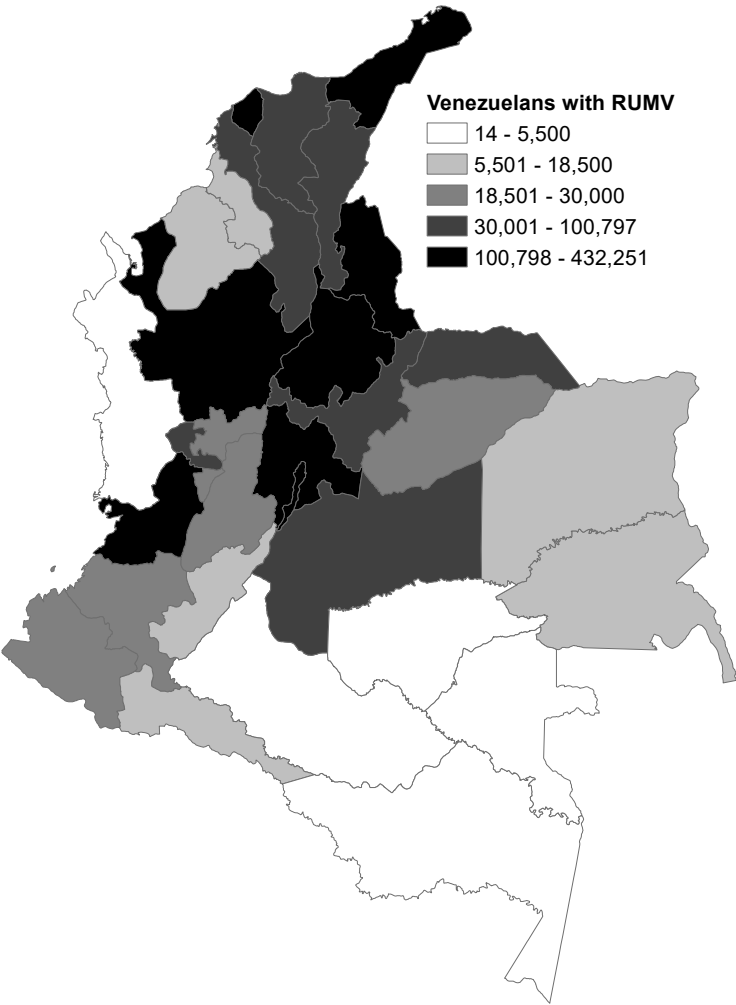 Venezuelans with RUMV
14 - 5,500
5,501 - 18,500
18,501 - 30,000
30,001 - 100,797
100,798 - 432,251